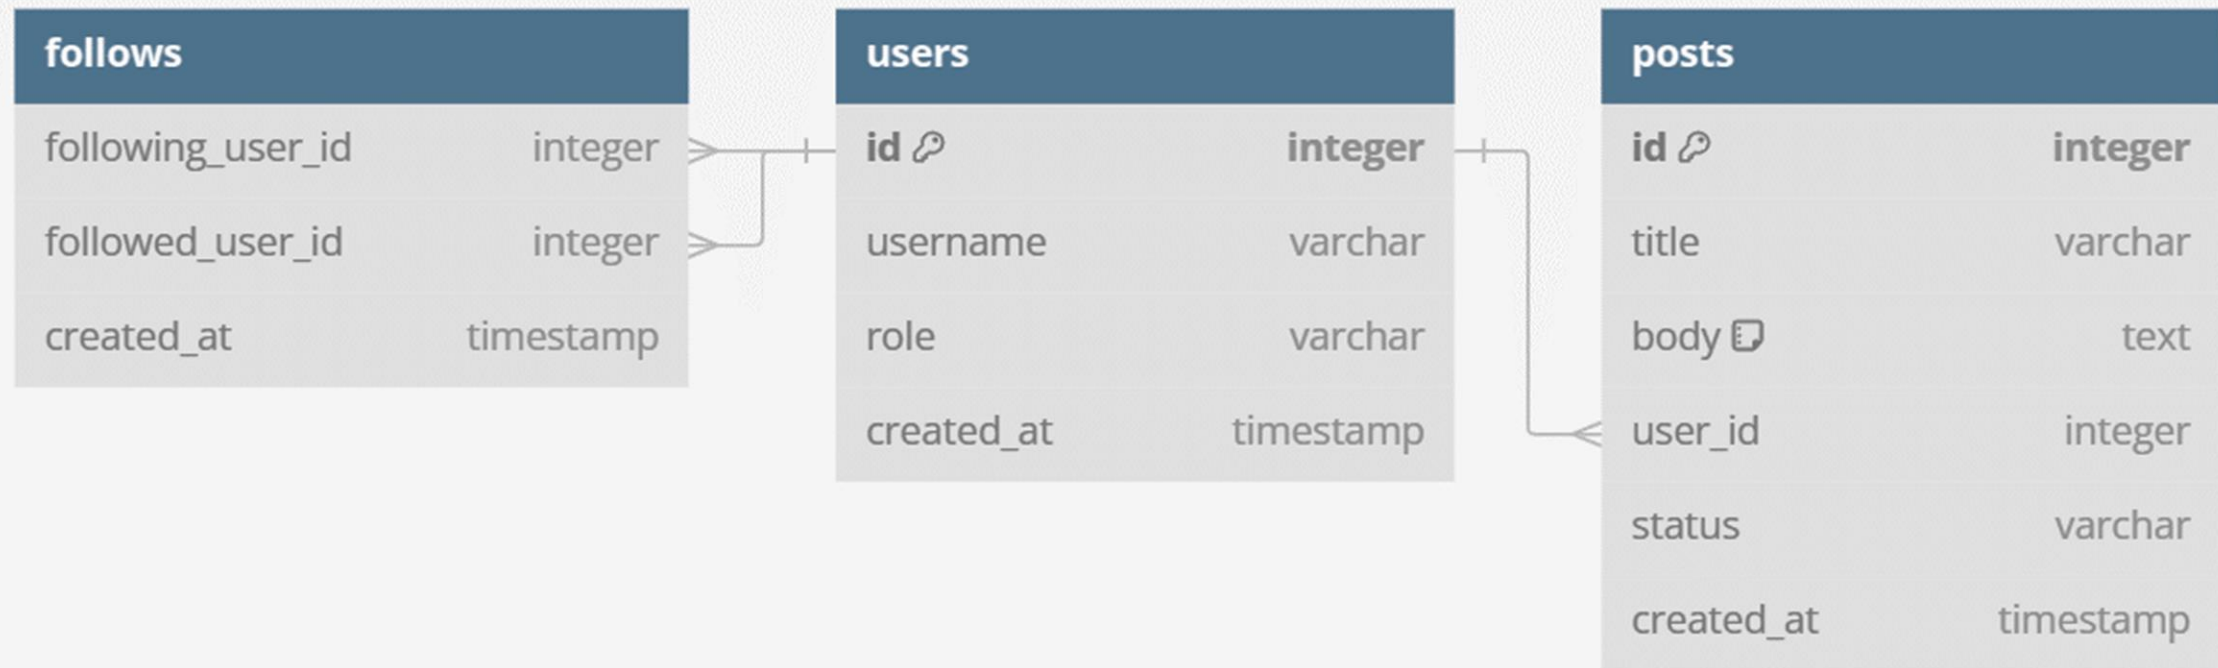 follows
following_user_id integer
followed_user_id integer
created_at timestamp
users
id integer
username varchar
role varchar
created_at timestamp
posts
id integer
title varchar
body text
user_id integer
status varchar
created_at timestamp